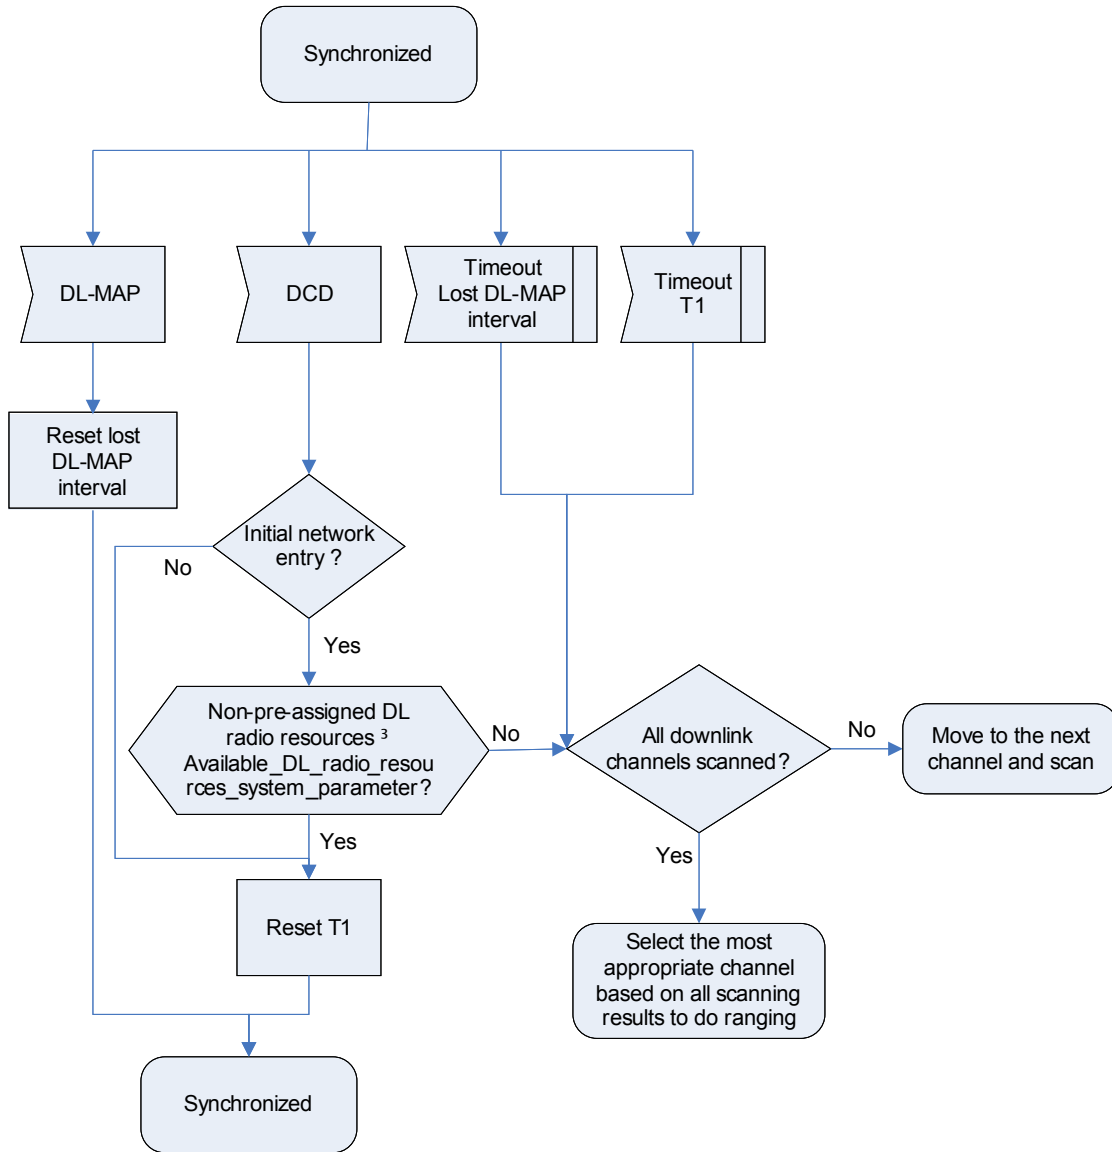 Synchronized
DL-MAP
DCD
Timeout
Lost DL-MAP
interval
Timeout
T1
Reset lost
DL-MAP
interval
Initial network
entry ?
No
Yes
Non-pre-assigned DL
radio resources ³
Available_DL_radio_resou
rces_system_parameter?
No
All downlink
channels scanned?
No
Move to the next
channel and scan
Yes
Yes
Reset T1
Select the most
appropriate channel
based on all scanning
results to do ranging
Synchronized